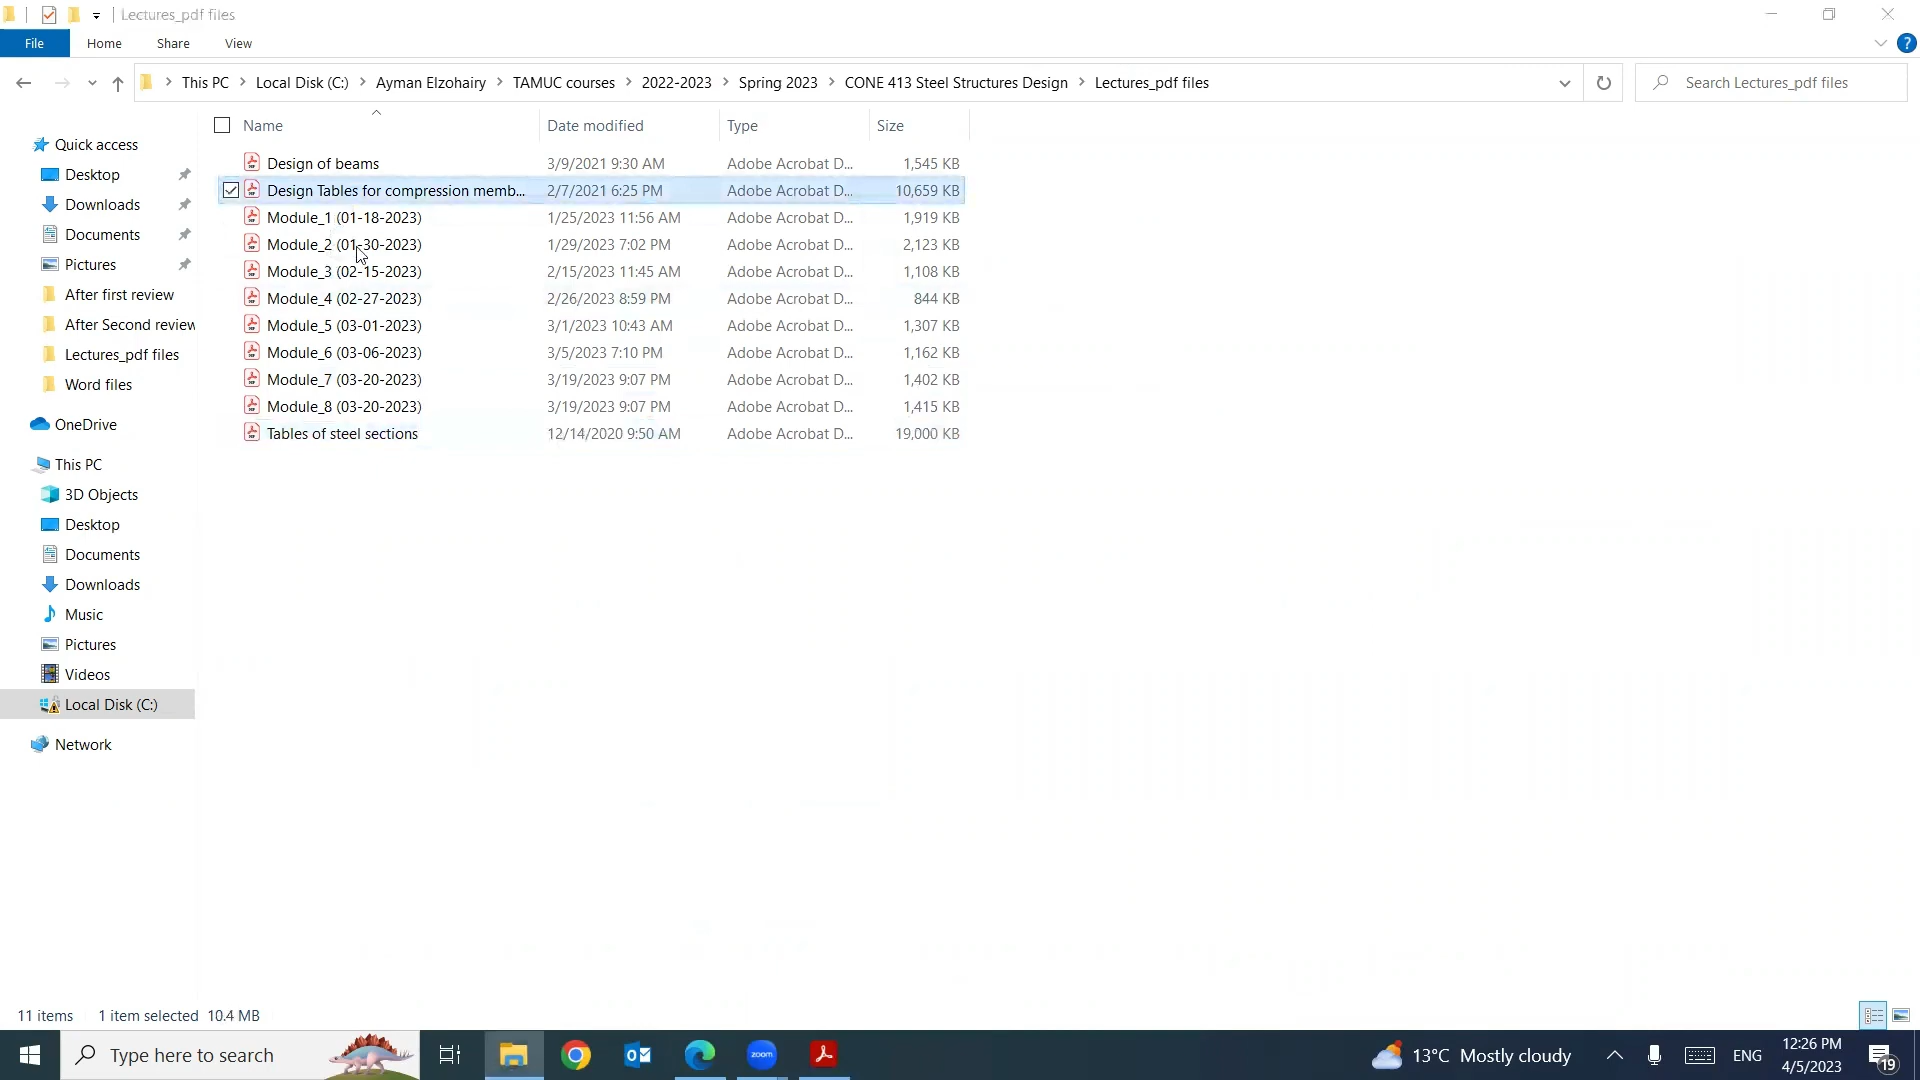 Lectures_pdf files
File Home Share View
This PC Local Disk (C:) Ayman Elzohairy TAMUC courses 2022-2023 Spring 2023 CONE 413 Steel Structures Design Lectures_pdf files
Search Lectures_pdf files
Name Date modified Type Size
Design of beams 3/9/2021 9:30 AM Adobe Acrobat D... 1,545 KB
Design Tables for compression memb... 2/7/2021 6:25 PM Adobe Acrobat D... 10,659 KB
Module_1 (01-18-2023) 1/25/2023 11:56 AM Adobe Acrobat D... 1,919 KB
Module_2 (01-30-2023) 1/29/2023 7:02 PM Adobe Acrobat D... 2,123 KB
Module_3 (02-15-2023) 2/15/2023 11:45 AM Adobe Acrobat D... 1,108 KB
Module_4 (02-27-2023) 2/26/2023 8:59 PM Adobe Acrobat D... 844 KB
Module_5 (03-01-2023) 3/1/2023 10:43 AM Adobe Acrobat D... 1,307 KB
Module_6 (03-06-2023) 3/5/2023 7:10 PM Adobe Acrobat D... 1,162 KB
Module_7 (03-20-2023) 3/19/2023 9:07 PM Adobe Acrobat D... 1,402 KB
Module_8 (03-20-2023) 3/19/2023 9:07 PM Adobe Acrobat D... 1,415 KB
Tables of steel sections 12/14/2020 9:50 AM Adobe Acrobat D... 19,000 KB
Quick access
Desktop
Downloads
Documents
Pictures
After first review
After Second review
Lectures_pdf files
Word files
OneDrive
This PC
3D Objects
Desktop
Documents
Downloads
Music
Pictures
Videos
Local Disk (C:)
Network
11 items 1 item selected 10.4 MB
Type here to search
zoom
13°C Mostly cloudy
ENG
12:26 PM
4/5/2023
19